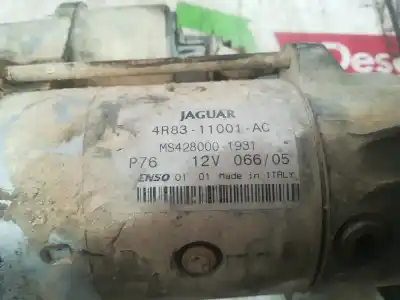 JAGUAR
4R83-11001-AC
MS428000-1931
P76 12V 066/05
ENSO 01 01 Made in ITALY
Des